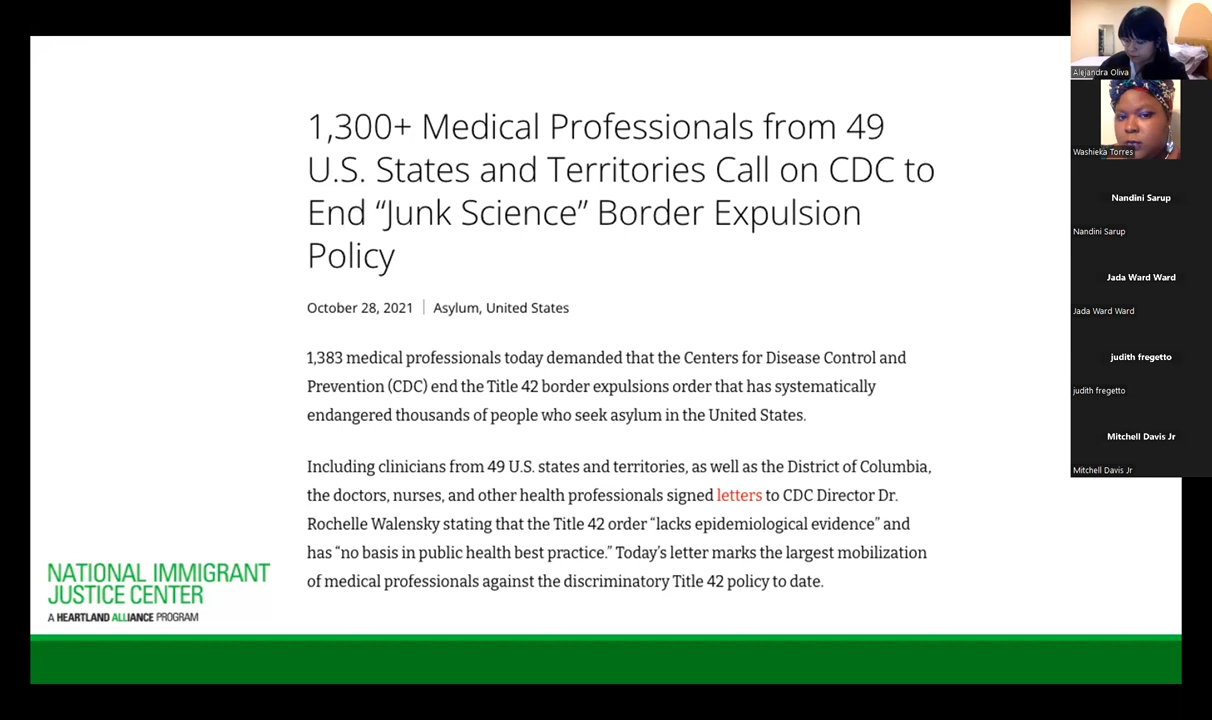 1,300+ Medical Professionals from 49
U.S. States and Territories Call on CDC to
End “Junk Science” Border Expulsion
Policy
October 28, 2021 | Asylum, United States
1,383 medical professionals today demanded that the Centers for Disease Control and
Prevention (CDC) end the Title 42 border expulsions order that has systematically
endangered thousands of people who seek asylum in the United States.
Including clinicians from 49 U.S. states and territories, as well as the District of Columbia,
the doctors, nurses, and other health professionals signed letters to CDC Director Dr.
Rochelle Walensky stating that the Title 42 order “lacks epidemiological evidence” and
has “no basis in public health best practice.” Today’s letter marks the largest mobilization
of medical professionals against the discriminatory Title 42 policy to date.
NATIONAL IMMIGRANT
JUSTICE CENTER
A HEARTLAND ALLIANCE PROGRAM
Alejandra Oliva
Washieka Torres
Nandini Sarup
Nandini Sarup
Jada Ward Ward
Jada Ward Ward
judith fregetto
judith fregetto
Mitchell Davis Jr
Mitchell Davis Jr